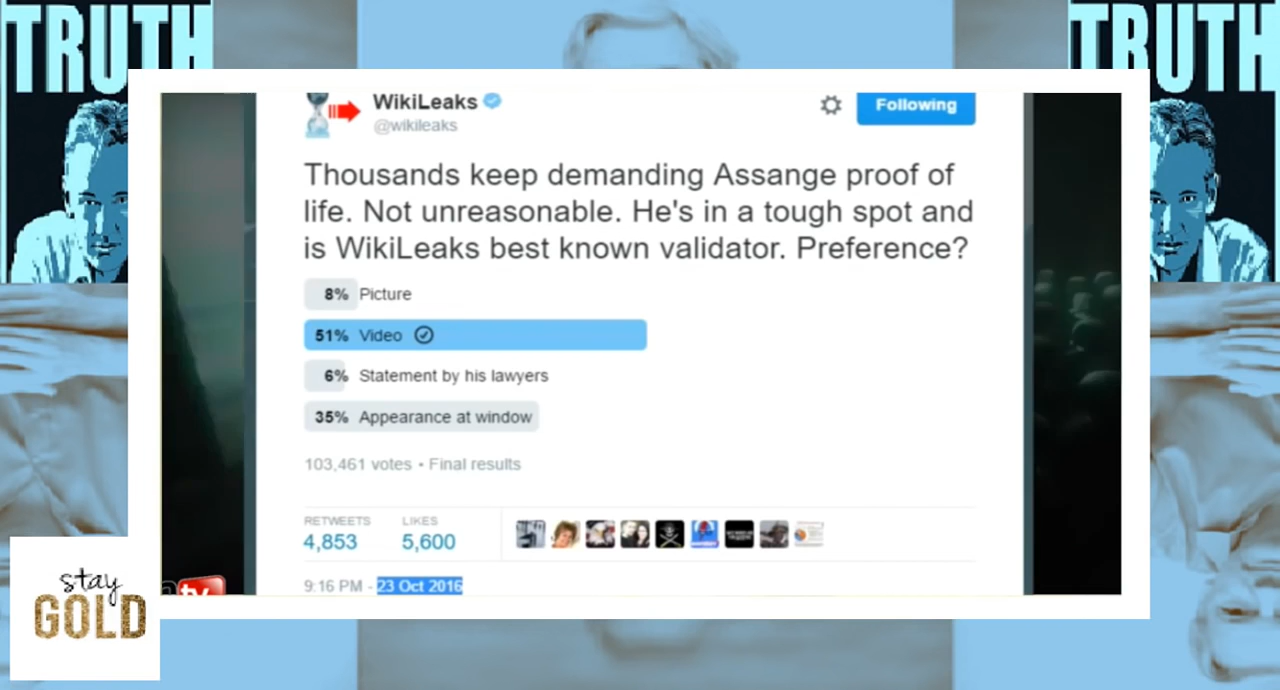 TRUTH
TRUTH
WikiLeaks
@wikileaks
Following
Thousands keep demanding Assange proof of
life. Not unreasonable. He's in a tough spot and
is WikiLeaks best known validator. Preference?
8% Picture
51% Video
6% Statement by his lawyers
35% Appearance at window
103,461 votes • Final results
RETWEETS LIKES
4,853 5,600
9:16 PM - 23 Oct 2016
tv
stay
GOLD